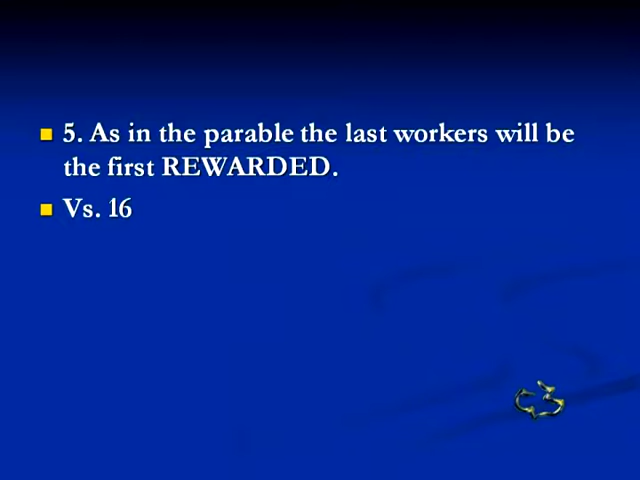 5. As in the parable the last workers will be
the first REWARDED.
Vs. 16